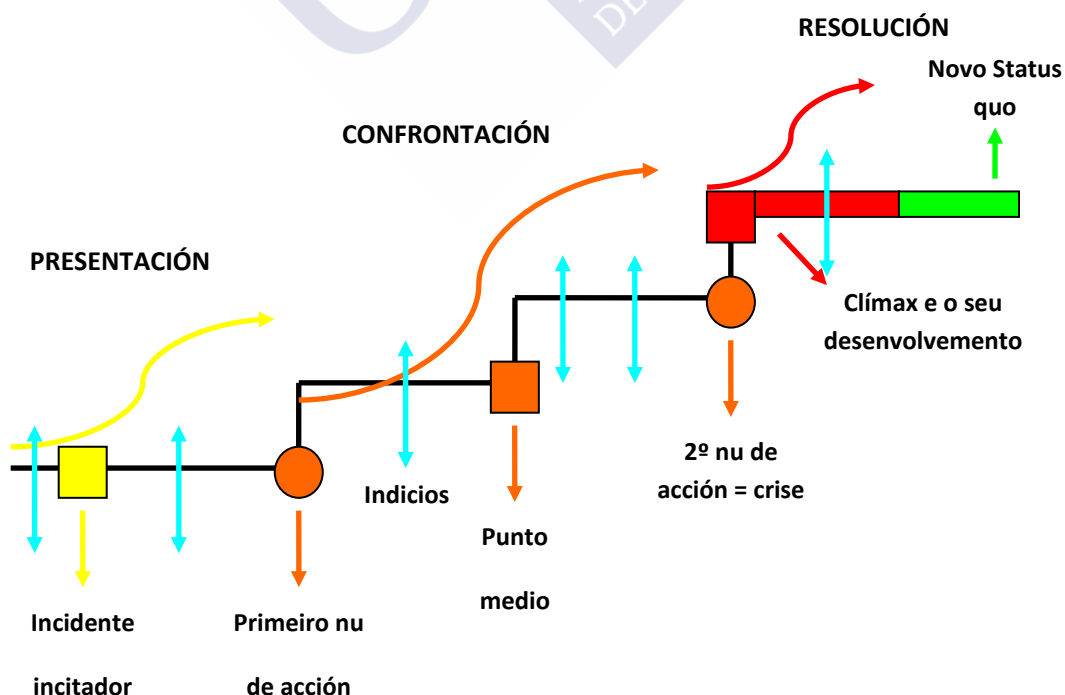 RESOLUCIÓN
Novo Status
quo
CONFRONTACIÓN
PRESENTACIÓN
Clímax e o seu
desenvolvemento
2º nu de
acción = crise
Indicios
Punto
medio
Incidente
incitador
Primeiro nu
de acción